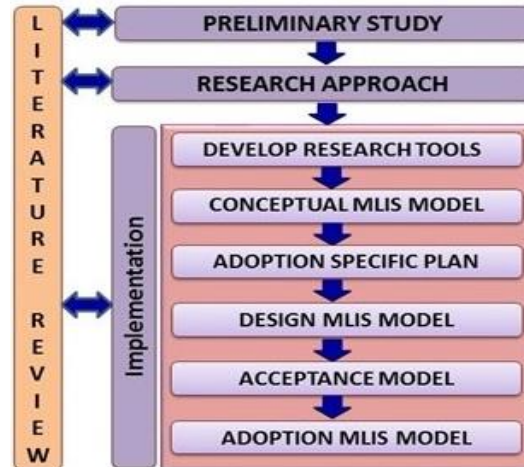 LITERATURE REVIEW
PRELIMINARY STUDY
RESEARCH APPROACH
Implementation
DEVELOP RESEARCH TOOLS
CONCEPTUAL MLIS MODEL
ADOPTION SPECIFIC PLAN
DESIGN MLIS MODEL
ACCEPTANCE MODEL
ADOPTION MLIS MODEL